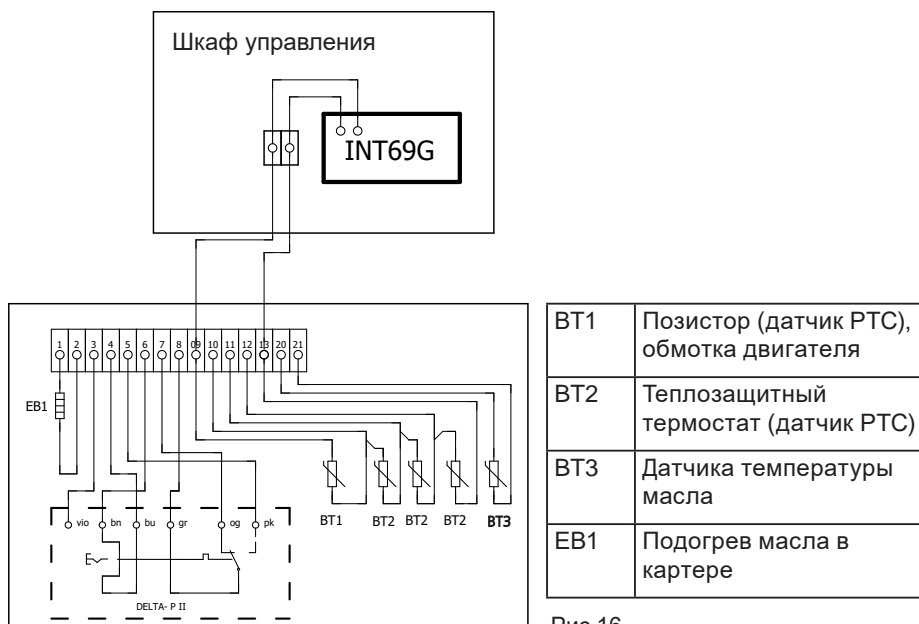 Шкаф управления
INT69G
1 2 3 4 5 6 7 8 09 10 11 12 13 20 21
EB1
BT1 BT2 BT2 BT2 BT3
vio bn bu gr og pk
DELTA- P II
BT1 Позистор (датчик PTC),
обмотка двигателя
BT2 Теплозащитный
термостат (датчик PTC)
BT3 Датчика температуры
масла
EB1 Подогрев масла в
картере
Рис 16